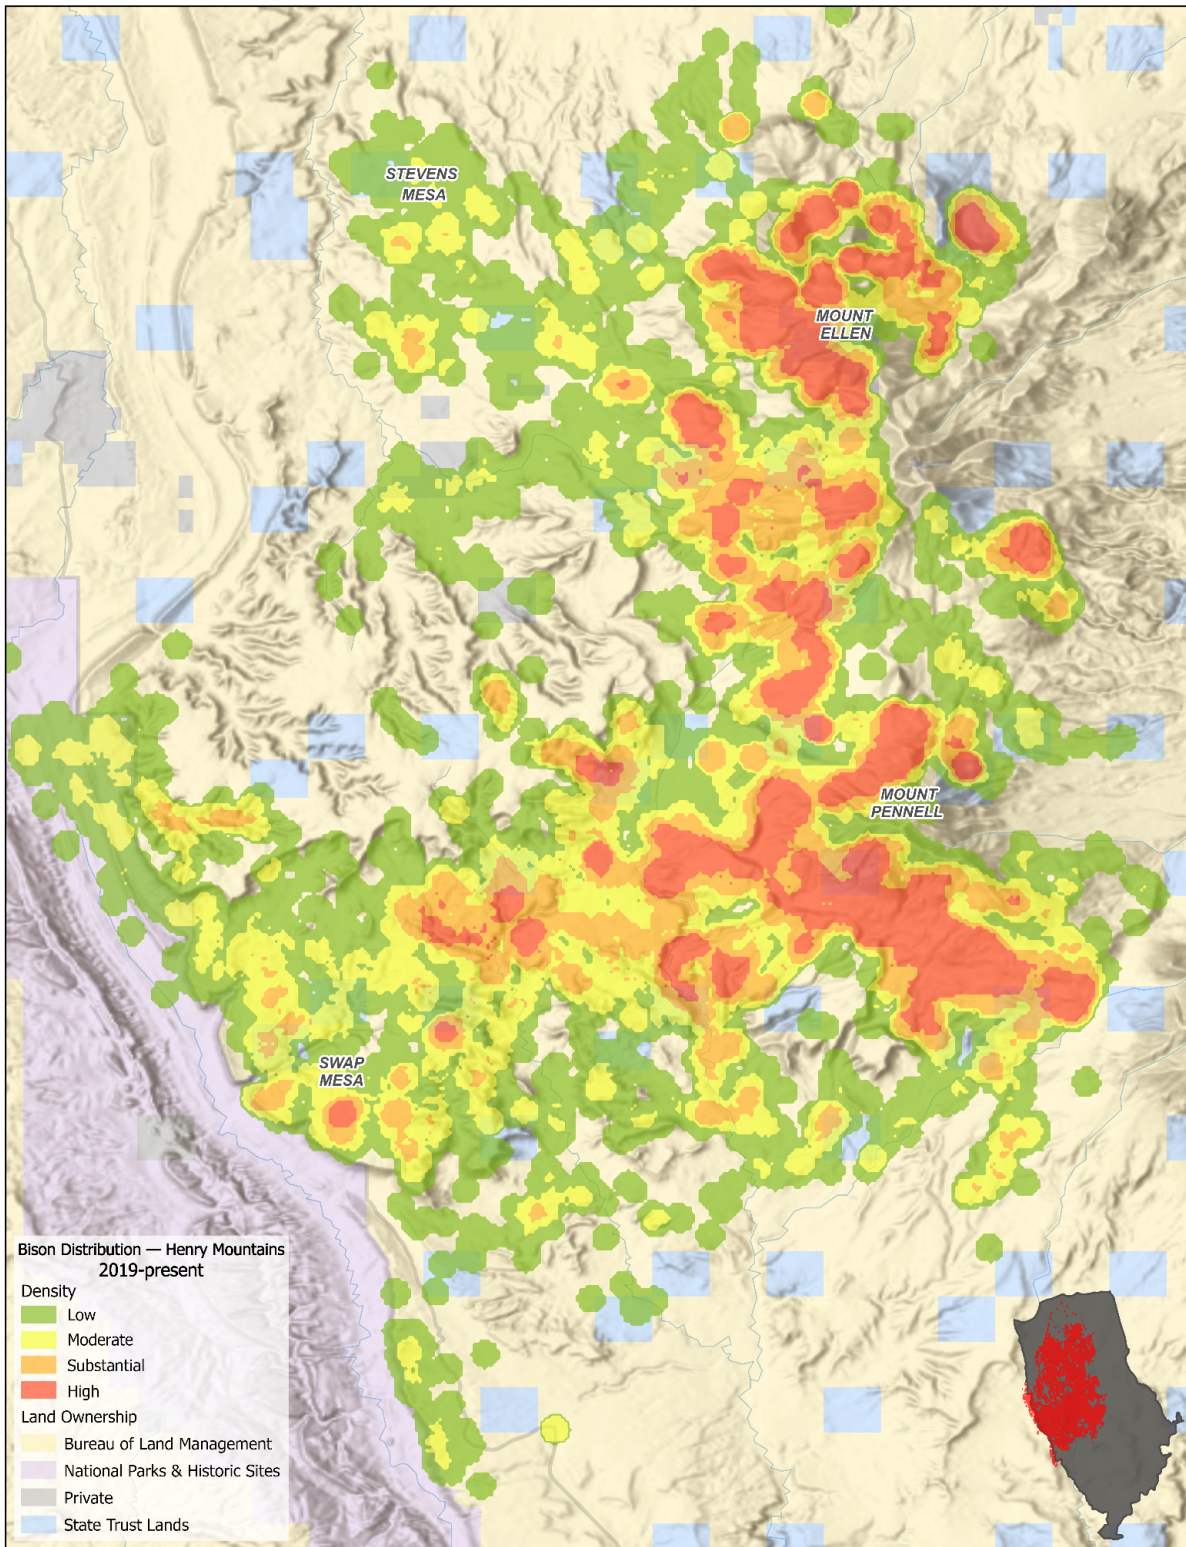 STEVENS
MESA
MOUNT
ELLEN
MOUNT
PENNELL
SWAP
MESA
Bison Distribution — Henry Mountains
2019-present
Density
Low
Moderate
Substantial
High
Land Ownership
Bureau of Land Management
National Parks & Historic Sites
Private
State Trust Lands